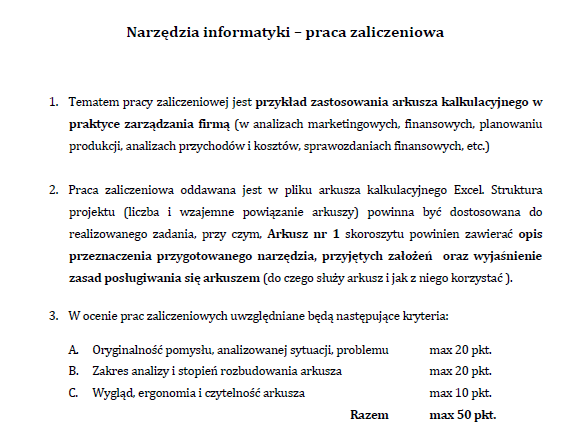 Narzędzia informatyki – praca zaliczeniowa
1. Tematem pracy zaliczeniowej jest przykład zastosowania arkusza kalkulacyjnego w
praktyce zarządzania firmą (w analizach marketingowych, finansowych, planowaniu
produkcji, analizach przychodów i kosztów, sprawozdaniach finansowych, etc.)
2. Praca zaliczeniowa oddawana jest w pliku arkusza kalkulacyjnego Excel. Struktura
projektu (liczba i wzajemne powiązanie arkuszy) powinna być dostosowana do
realizowanego zadania, przy czym, Arkusz nr 1 skoroszytu powinien zawierać opis
przeznaczenia przygotowanego narzędzia, przyjętych założeń oraz wyjaśnienie
zasad posługiwania się arkuszem (do czego służy arkusz i jak z niego korzystać ).
3. W ocenie prac zaliczeniowych uwzględniane będą następujące kryteria:
A. Oryginalność pomysłu, analizowanej sytuacji, problemu max 20 pkt.
B. Zakres analizy i stopień rozbudowania arkusza max 20 pkt.
C. Wygląd, ergonomia i czytelność arkusza max 10 pkt.
Razem max 50 pkt.